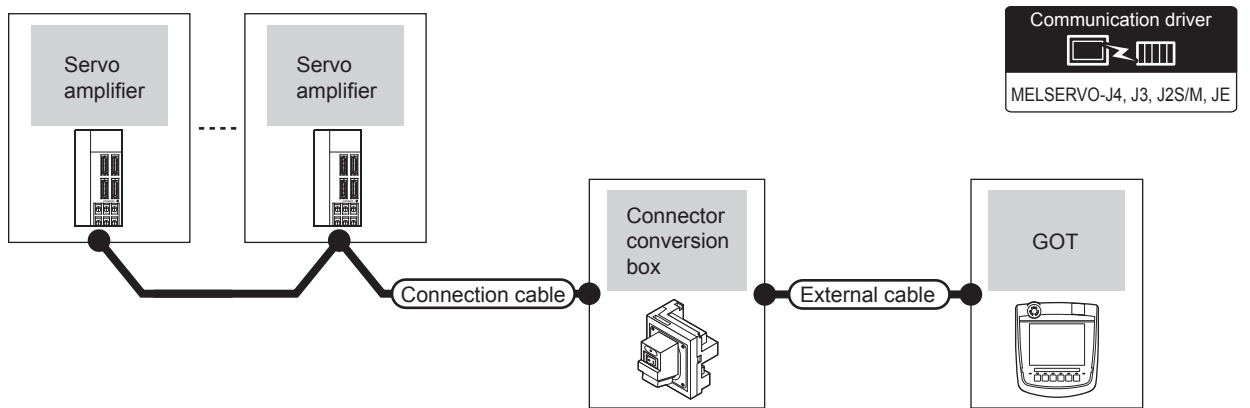 Communication driver
MELSERVO-J4, J3, J2S/M, JE
Servo
amplifier
Servo
amplifier
Connector
conversion
box
GOT
Connection cable
External cable